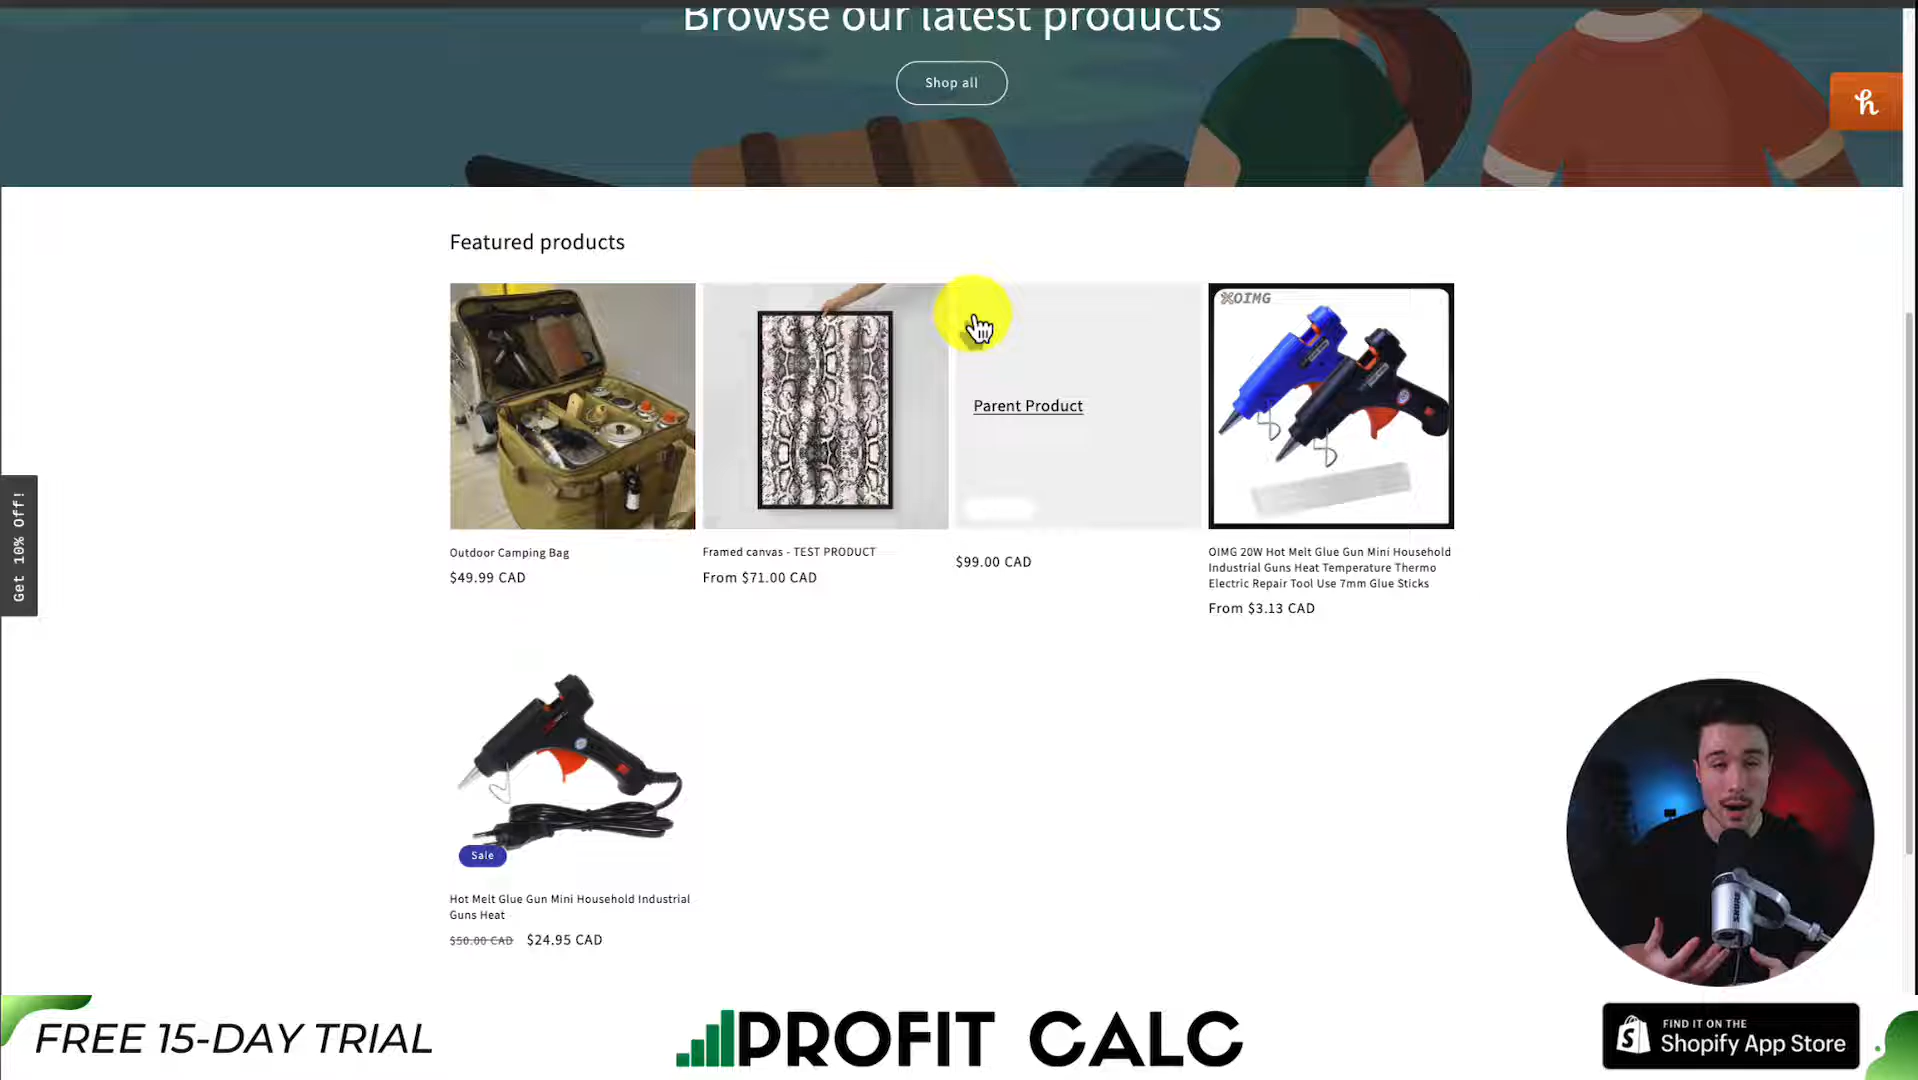 Browse our latest products
Shop all
Featured products
Parent Product
XOIMG
Outdoor Camping Bag
$49.99 CAD
Framed canvas - TEST PRODUCT
From $71.00 CAD
$99.00 CAD
OIMG 20W Hot Melt Glue Gun Mini Household
Industrial Guns Heat Temperature Thermo
Electric Repair Tool Use 7mm Glue Sticks
From $3.13 CAD
Get 10% Off!
Sale
Hot Melt Glue Gun Mini Household Industrial
Guns Heat
$50.00 CAD $24.95 CAD
SHURE
FREE 15-DAY TRIAL
PROFIT CALC
FIND IT ON THE
Shopify App Store